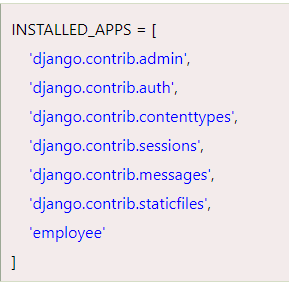 INSTALLED_APPS = [
'django.contrib.admin',
'django.contrib.auth',
'django.contrib.contenttypes',
'django.contrib.sessions',
'django.contrib.messages',
'django.contrib.staticfiles',
'employee'
]